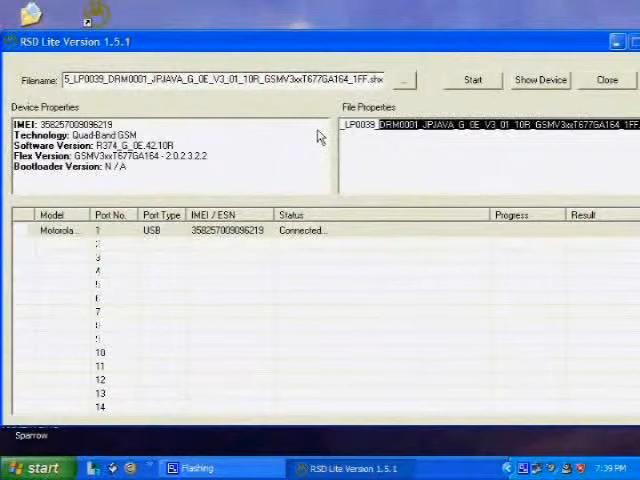 RSD Lite Version 1.5.1
Filename: 5_LP0039_DRM0001_JPJAVA_G_0E_V3_01_10R_GSMV3xxT677GA164_1FF.shx ... Start Show Device Close
Device Properties
IMEI: 358257009096219
Technology: Quad-Band GSM
Software Version: R374_G_0E.42.10R
Flex Version: GSMV3xxT677GA164 - 2.0.2.3.2.2
Bootloader Version: N / A
File Properties
_LP0039_DRM0001_JPJAVA_G_0E_V3_01_10R_GSMV3xxT677GA164_1FF
Model Port No. Port Type IMEI / ESN Status Progress Result
Motorola... 1 USB 358257009096219 Connected...
2
3
4
5
6
7
8
9
10
11
12
13
14
Sparrow
start Flashing RSD Lite Version 1.5.1 7:39 PM